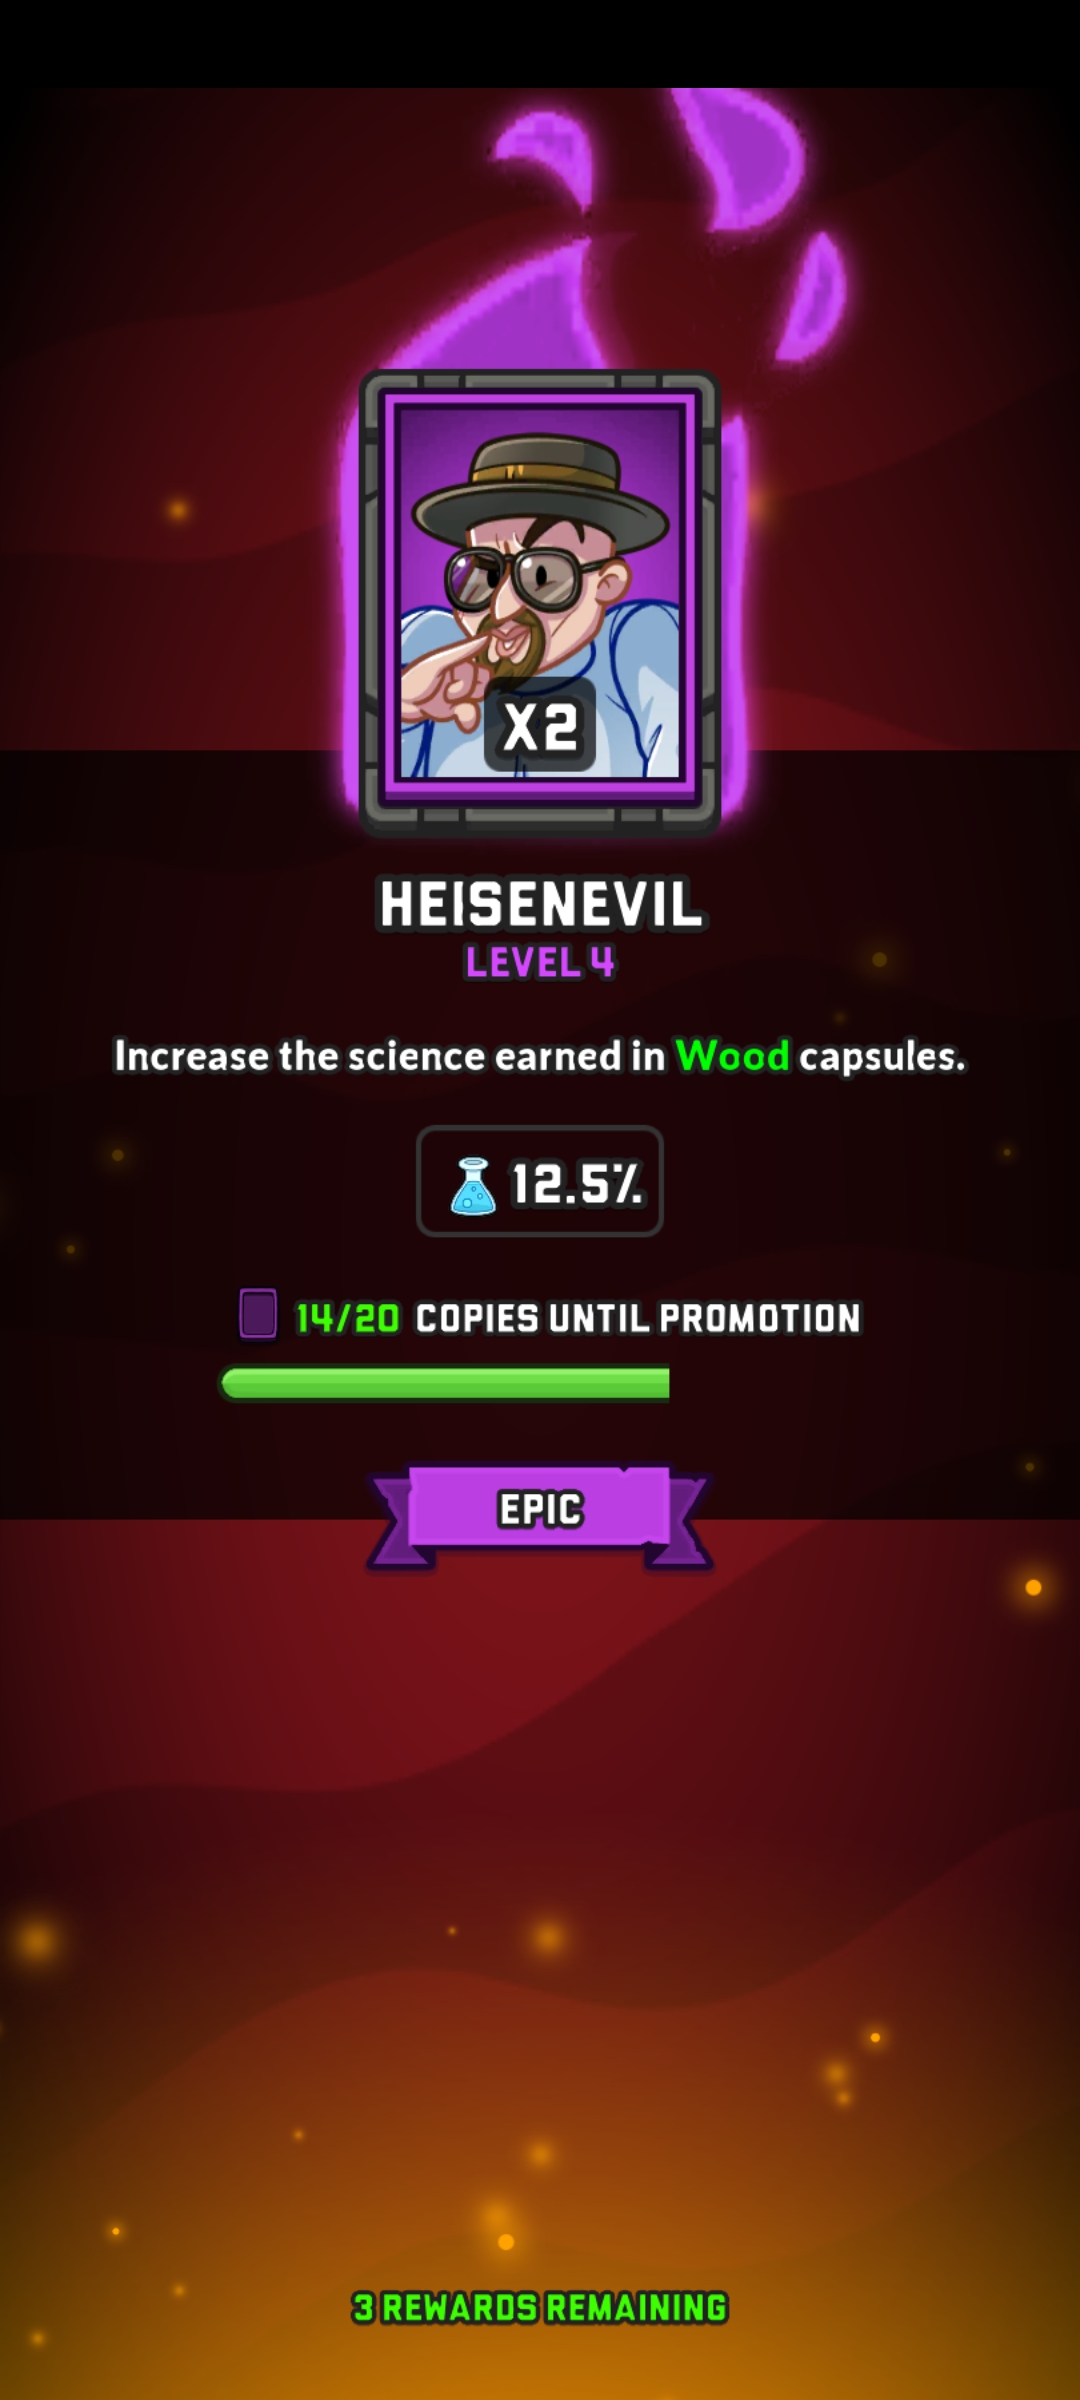 X2
HEISENEVIL
LEVEL 4
Increase the science earned in Wood capsules.
12.5%
14/20 COPIES UNTIL PROMOTION
EPIC
3 REWARDS REMAINING